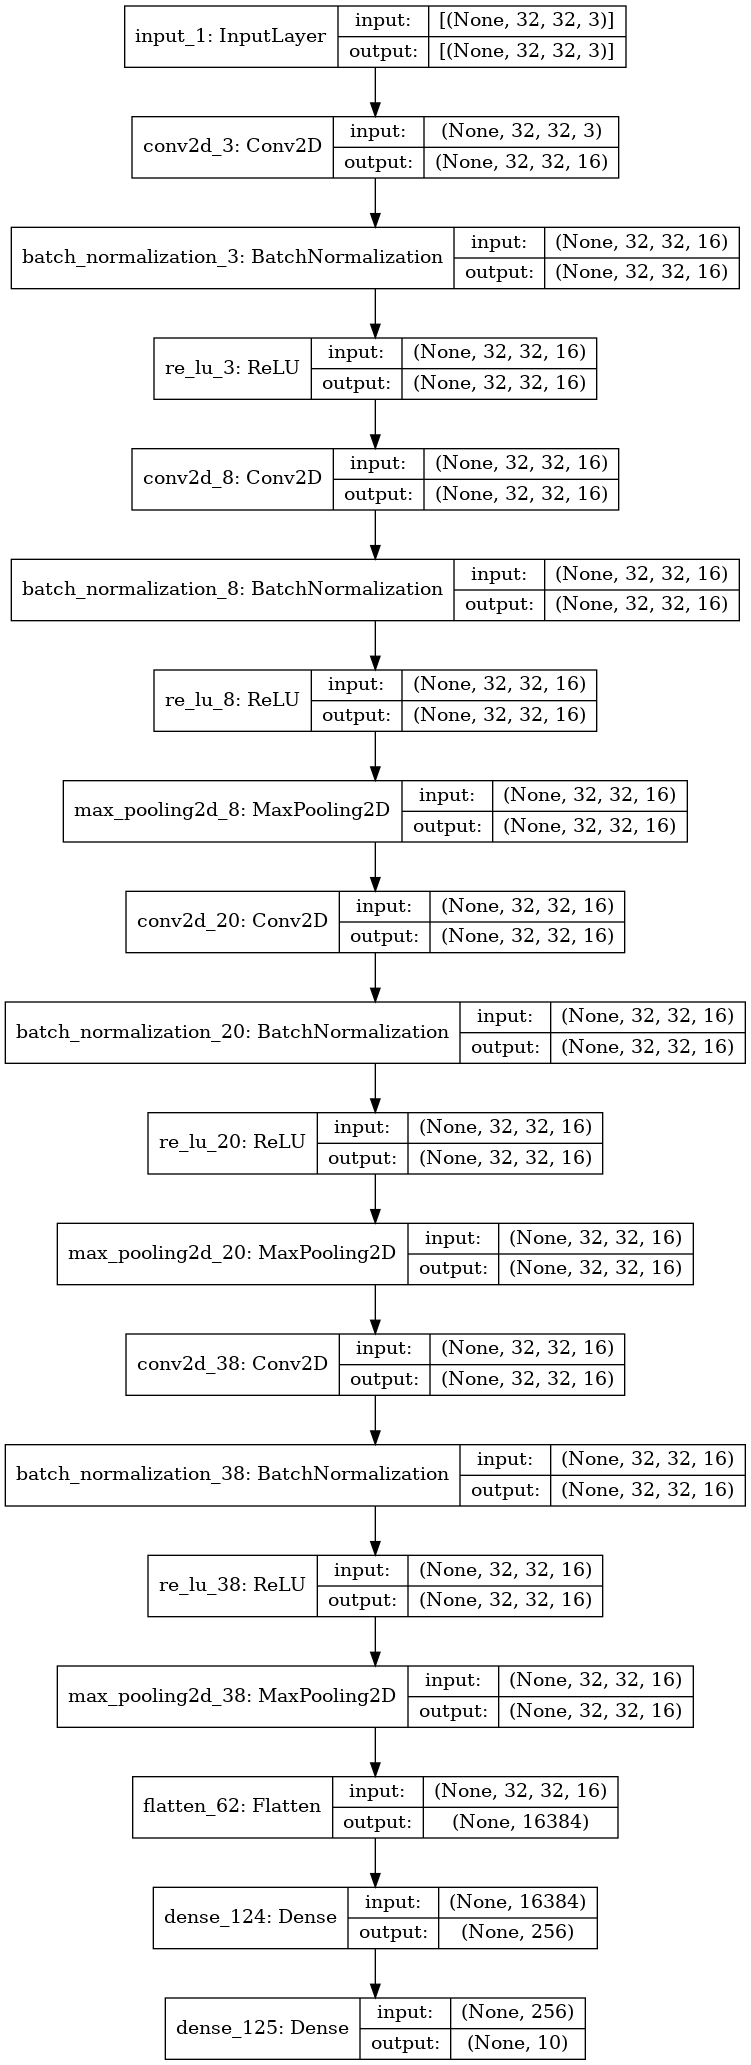 input_1: InputLayer input: [(None, 32, 32, 3)]
output: [(None, 32, 32, 3)]
conv2d_3: Conv2D input: (None, 32, 32, 3)
output: (None, 32, 32, 16)
batch_normalization_3: BatchNormalization input: (None, 32, 32, 16)
output: (None, 32, 32, 16)
re_lu_3: ReLU input: (None, 32, 32, 16)
output: (None, 32, 32, 16)
conv2d_8: Conv2D input: (None, 32, 32, 16)
output: (None, 32, 32, 16)
batch_normalization_8: BatchNormalization input: (None, 32, 32, 16)
output: (None, 32, 32, 16)
re_lu_8: ReLU input: (None, 32, 32, 16)
output: (None, 32, 32, 16)
max_pooling2d_8: MaxPooling2D input: (None, 32, 32, 16)
output: (None, 32, 32, 16)
conv2d_20: Conv2D input: (None, 32, 32, 16)
output: (None, 32, 32, 16)
batch_normalization_20: BatchNormalization input: (None, 32, 32, 16)
output: (None, 32, 32, 16)
re_lu_20: ReLU input: (None, 32, 32, 16)
output: (None, 32, 32, 16)
max_pooling2d_20: MaxPooling2D input: (None, 32, 32, 16)
output: (None, 32, 32, 16)
conv2d_38: Conv2D input: (None, 32, 32, 16)
output: (None, 32, 32, 16)
batch_normalization_38: BatchNormalization input: (None, 32, 32, 16)
output: (None, 32, 32, 16)
re_lu_38: ReLU input: (None, 32, 32, 16)
output: (None, 32, 32, 16)
max_pooling2d_38: MaxPooling2D input: (None, 32, 32, 16)
output: (None, 32, 32, 16)
flatten_62: Flatten input: (None, 32, 32, 16)
output: (None, 16384)
dense_124: Dense input: (None, 16384)
output: (None, 256)
dense_125: Dense input: (None, 256)
output: (None, 10)